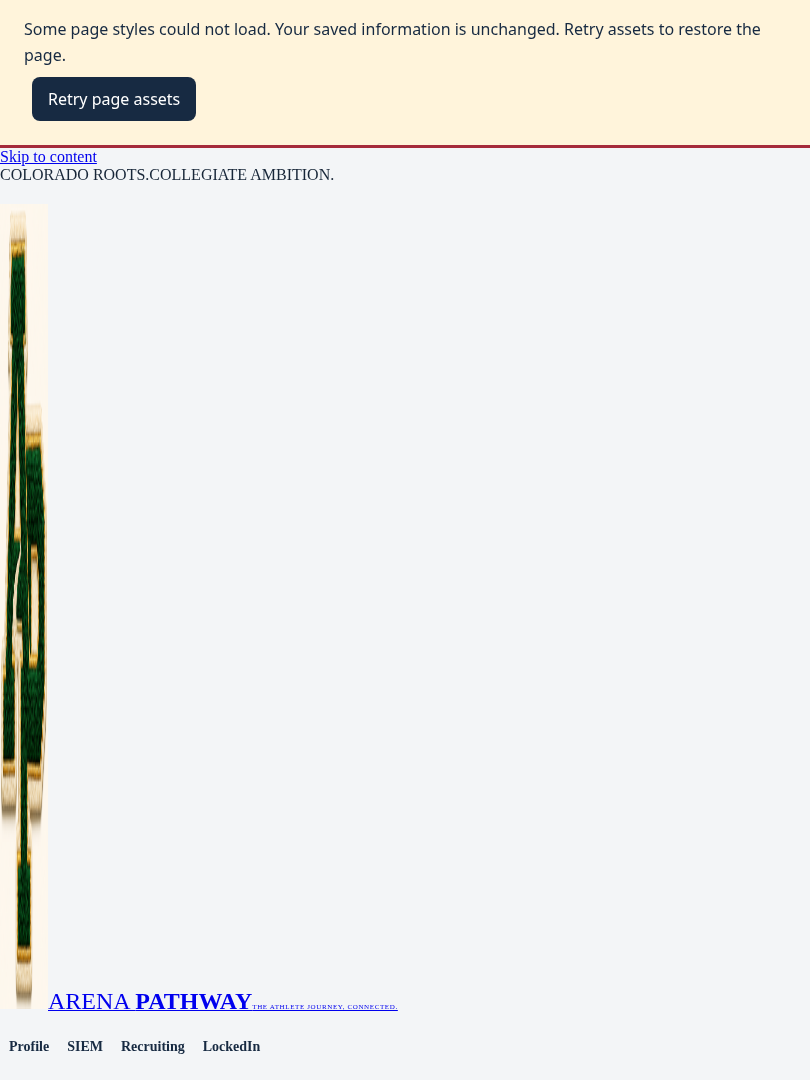 Some page styles could not load. Your saved information is unchanged. Retry assets to restore the
page.
Retry page assets
Skip to content
COLORADO ROOTS.COLLEGIATE AMBITION.
AP
ARENA PATHWAY THE ATHLETE JOURNEY, CONNECTED.
Profile SIEM Recruiting LockedIn